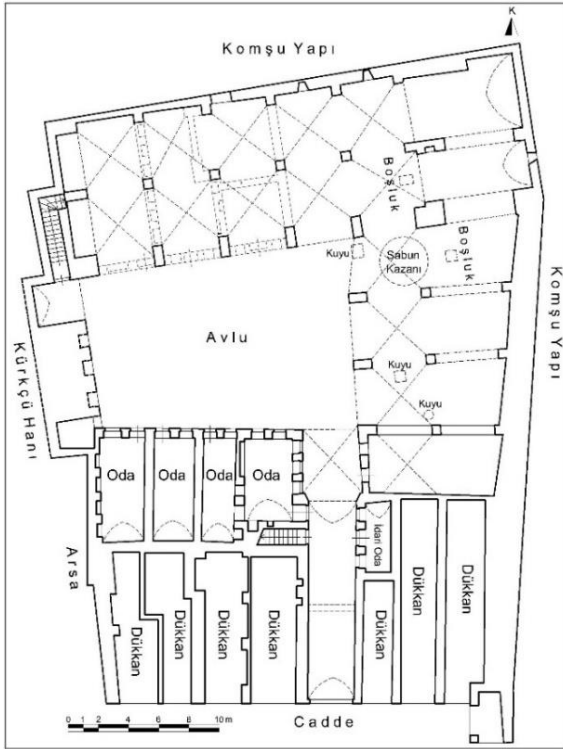 K
Komşu Yapı
Boşluk
Kuyu
Sabun
Kazanı
Boşluk
Komşu Yapı
Avlu
Kürkçü Hanı
Kuyu
Kuyu
Oda
Oda
Oda
Oda
İdari Oda
Arsa
Dükkan
Dükkan
Dükkan
Dükkan
Dükkan
Dükkan
Dükkan
0 1 2 4 6 8 10 m
Cadde